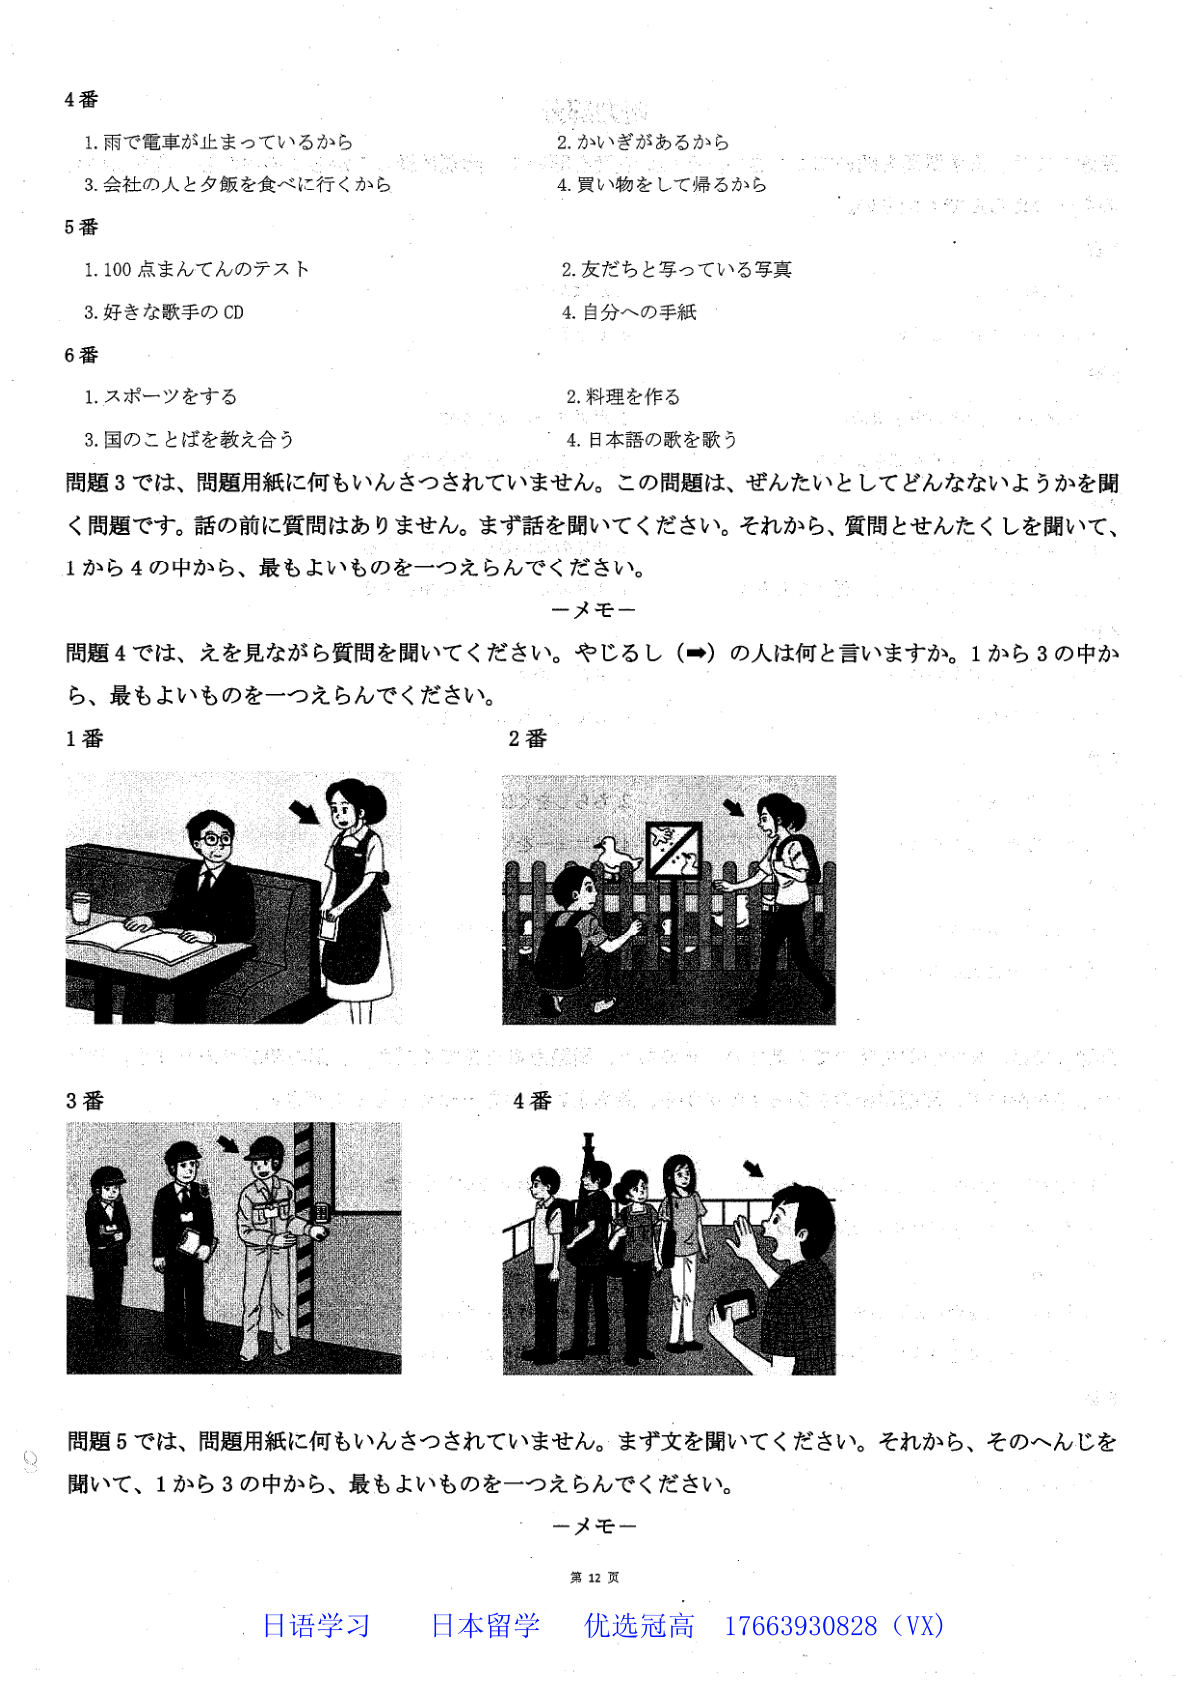 4番
1.雨で電車が止まっているから 2.かいぎがあるから
3.会社の人と夕飯を食べに行くから 4.買い物をして帰るから
5番
1.100点まんてんのテスト 2.友だちと写っている写真
3.好きな歌手のCD 4.自分への手紙
6番
1.スポーツをする 2.料理を作る
3.国のことばを教え合う 4.日本語の歌を歌う
問題3では、問題用紙に何もいんさつされていません。この問題は、ぜんたいとしてどんなないようかを聞
く問題です。話の前に質問はありません。まず話を聞いてください。それから、質問とせんたくしを聞いて、
1から4の中から、最もよいものを一つえらんでください。
ーメモー
問題4では、えを見ながら質問を聞いてください。やじるし（➡）の人は何と言いますか。1から3の中か
ら、最もよいものを一つえらんでください。
1番 2番
3番 4番
問題5では、問題用紙に何もいんさつされていません。まず文を聞いてください。それから、そのへんじを
聞いて、1から3の中から、最もよいものを一つえらんでください。
ーメモー
第 12 页
日语学习 日本留学 优选冠高 17663930828（VX）